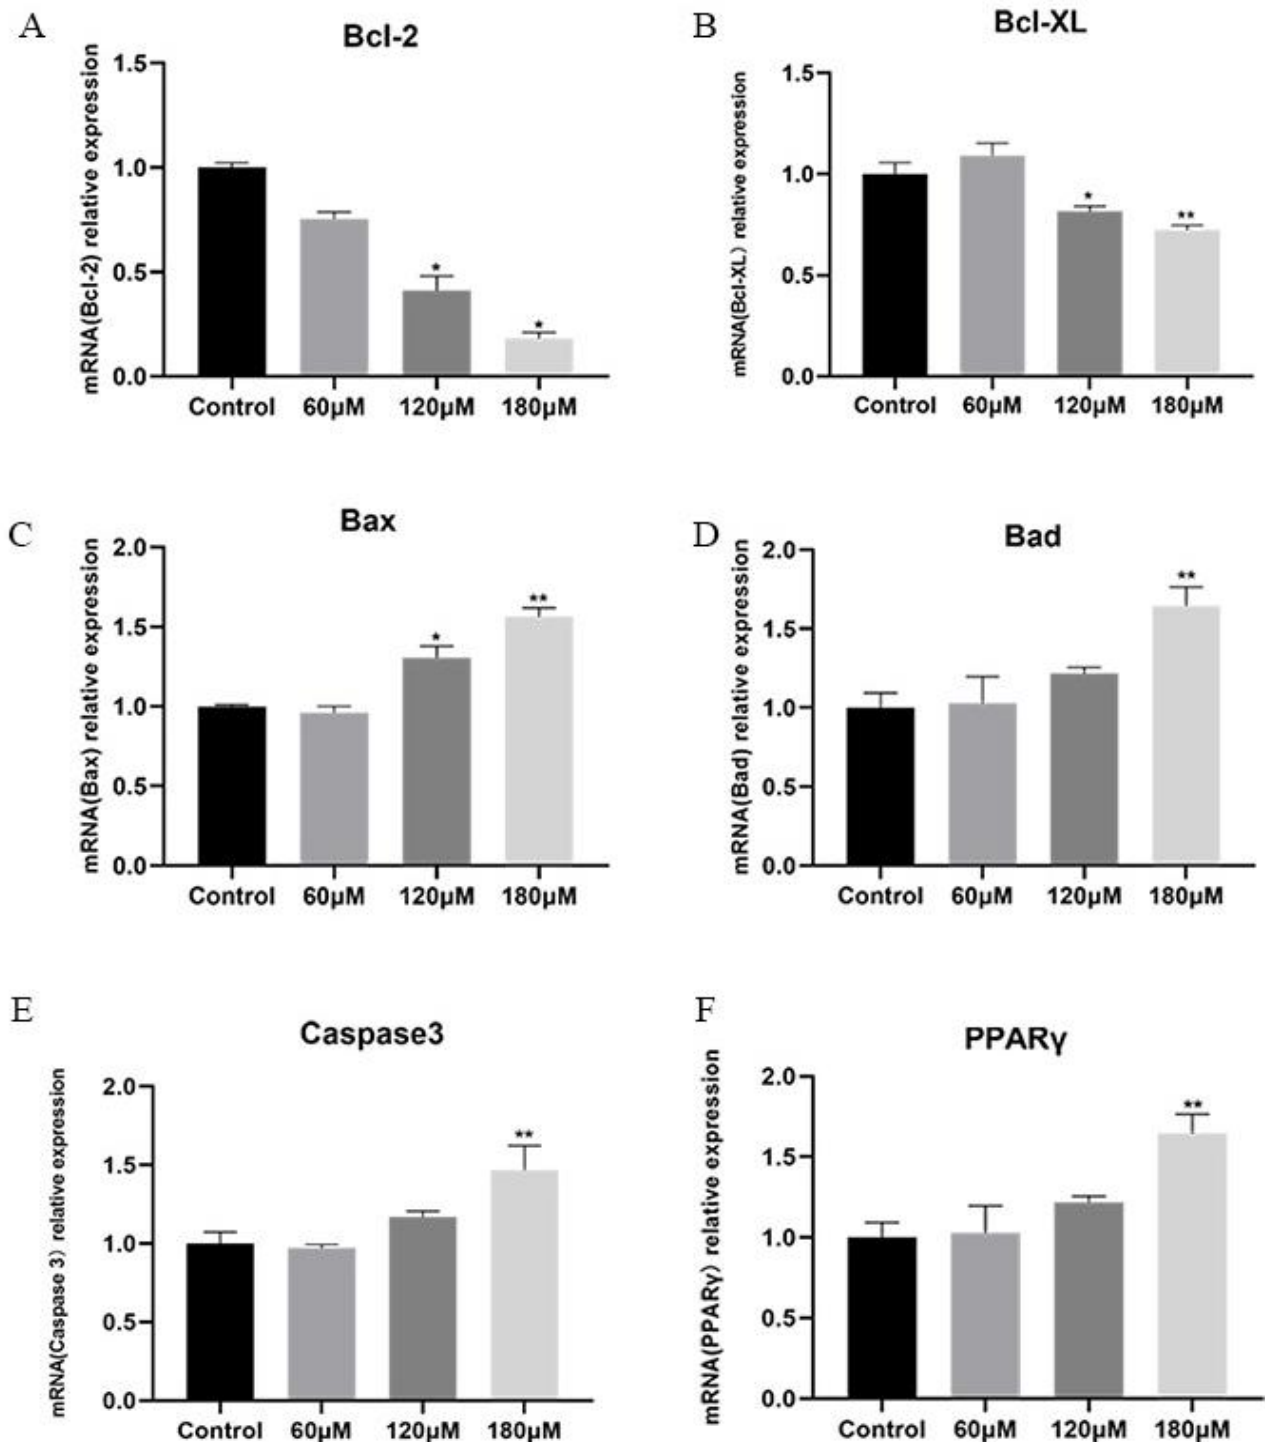 A
Bcl-2
mRNA(Bcl-2) relative expression
1.5
1.0
0.5
0.0
*
*
Control 60μM 120μM 180μM
B
Bcl-XL
mRNA(Bcl-XL) relative expression
1.5
1.0
0.5
0.0
*
**
Control 60μM 120μM 180μM
C
Bax
mRNA(Bax) relative expression
2.0
1.5
1.0
0.5
0.0
*
**
Control 60μM 120μM 180μM
D
Bad
mRNA(Bad) relative expression
2.0
1.5
1.0
0.5
0.0
**
Control 60μM 120μM 180μM
E
Caspase3
mRNA(Caspase 3) relative expression
2.0
1.5
1.0
0.5
0.0
**
Control 60μM 120μM 180μM
F
PPARγ
mRNA(PPARγ) relative expression
2.0
1.5
1.0
0.5
0.0
**
Control 60μM 120μM 180μM